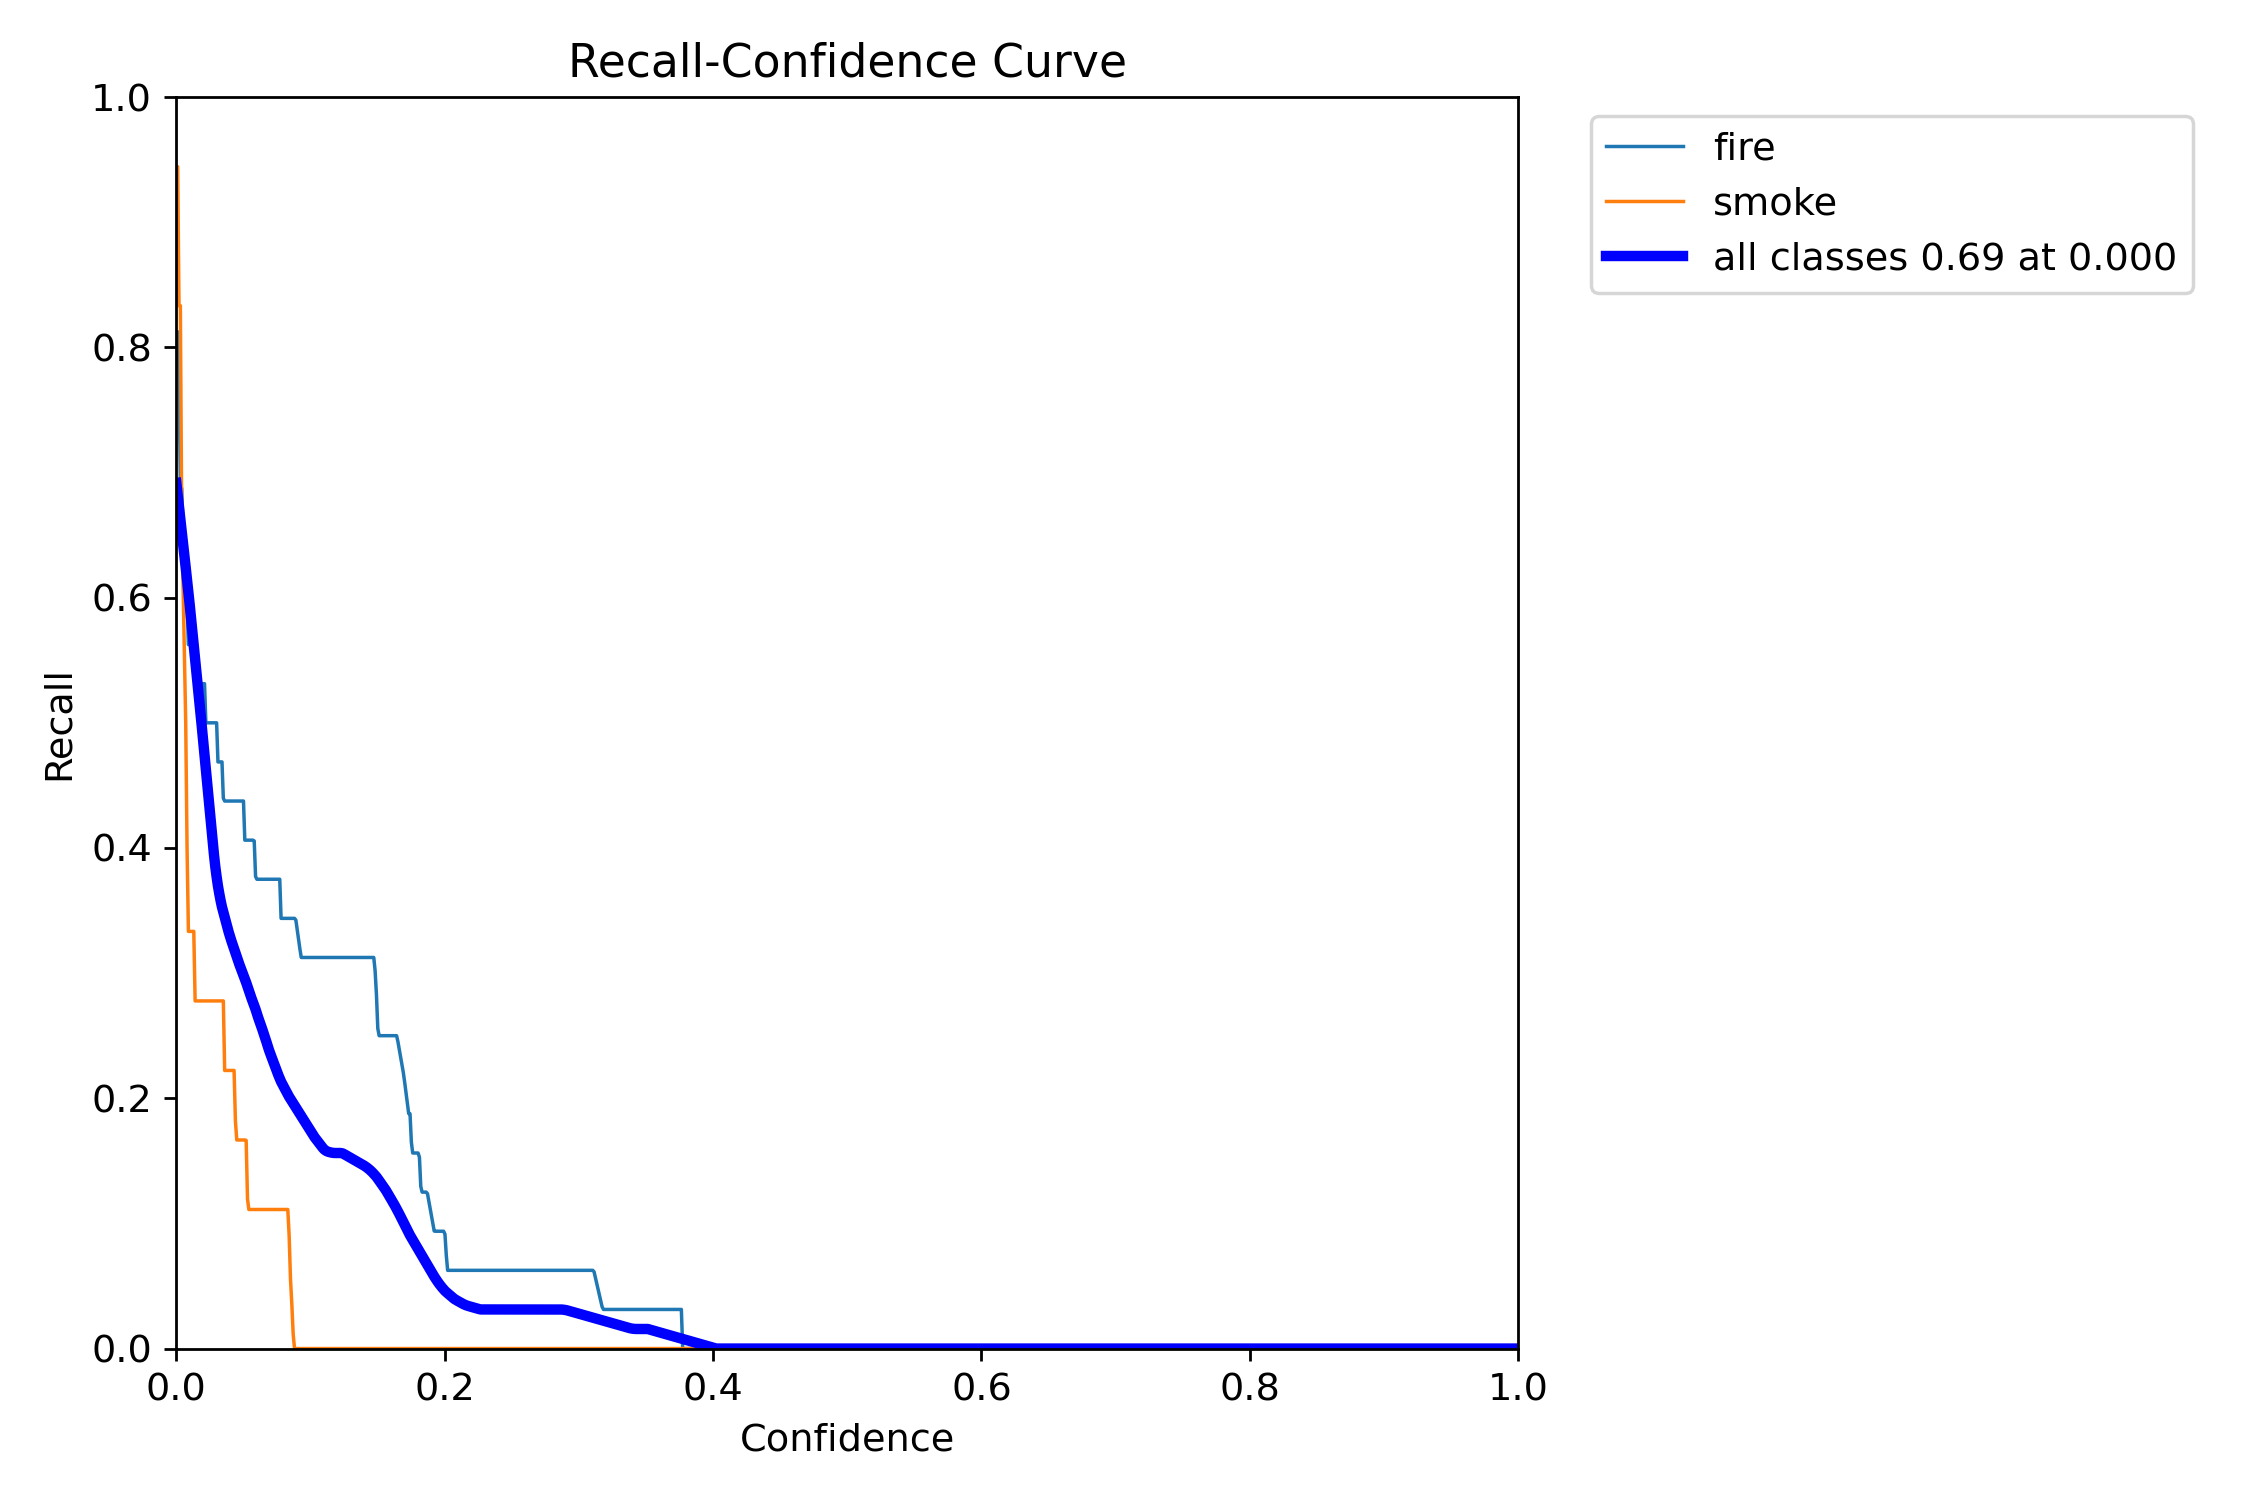 Recall-Confidence Curve
1.0
0.8
0.6
0.4
0.2
0.0
Recall
0.0 0.2 0.4 0.6 0.8 1.0
Confidence
fire
smoke
all classes 0.69 at 0.000